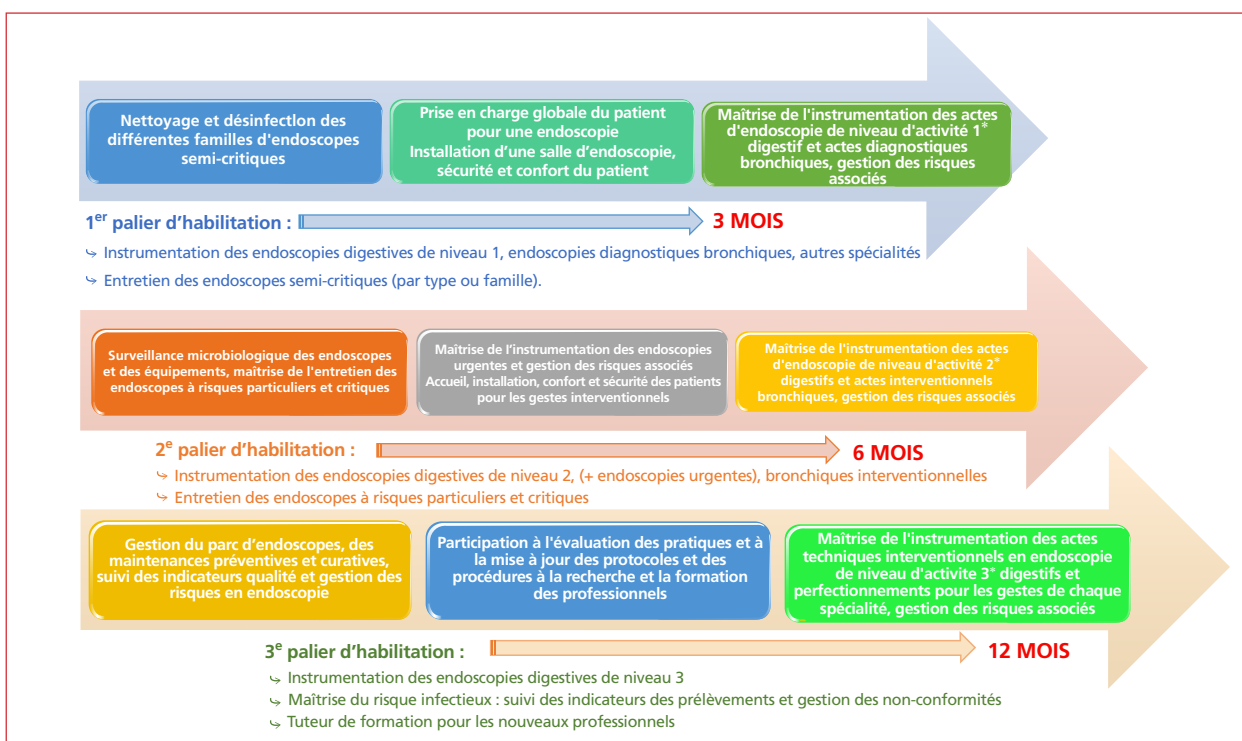 Nettoyage et désinfection des
différentes familles d'endoscopes
semi-critiques
Prise en charge globale du patient
pour une endoscopie
Installation d'une salle d'endoscopie,
sécurité et confort du patient
Maîtrise de l'instrumentation des actes
d'endoscopie de niveau d'activité 1*
digestif et actes diagnostiques
bronchiques, gestion des risques
associés
1er palier d'habilitation :
3 MOIS
⤷ Instrumentation des endoscopies digestives de niveau 1, endoscopies diagnostiques bronchiques, autres spécialités
⤷ Entretien des endoscopes semi-critiques (par type ou famille).
Surveillance microbiologique des endoscopes
et des équipements, maîtrise de l'entretien des
endoscopes à risques particuliers et critiques
Maîtrise de l'instrumentation des endoscopies
urgentes et gestion des risques associés
Accueil, installation, confort et sécurité des patients
pour les gestes interventionnels
Maîtrise de l'instrumentation des actes
d'endoscopie de niveau d'activité 2*
digestifs et actes interventionnels
bronchiques, gestion des risques associés
2e palier d'habilitation :
6 MOIS
⤷ Instrumentation des endoscopies digestives de niveau 2, (+ endoscopies urgentes), bronchiques interventionnelles
⤷ Entretien des endoscopes à risques particuliers et critiques
Gestion du parc d'endoscopes, des
maintenances préventives et curatives,
suivi des indicateurs qualité et gestion des
risques en endoscopie
Participation à l'évaluation des pratiques et à
la mise à jour des protocoles et des
procédures à la recherche et la formation
des professionnels
Maîtrise de l'instrumentation des actes
techniques interventionnels en endoscopie
de niveau d'activite 3* digestifs et
perfectionnements pour les gestes de chaque
spécialité, gestion des risques associés
3e palier d'habilitation :
12 MOIS
⤷ Instrumentation des endoscopies digestives de niveau 3
⤷ Maîtrise du risque infectieux : suivi des indicateurs des prélèvements et gestion des non-conformités
⤷ Tuteur de formation pour les nouveaux professionnels